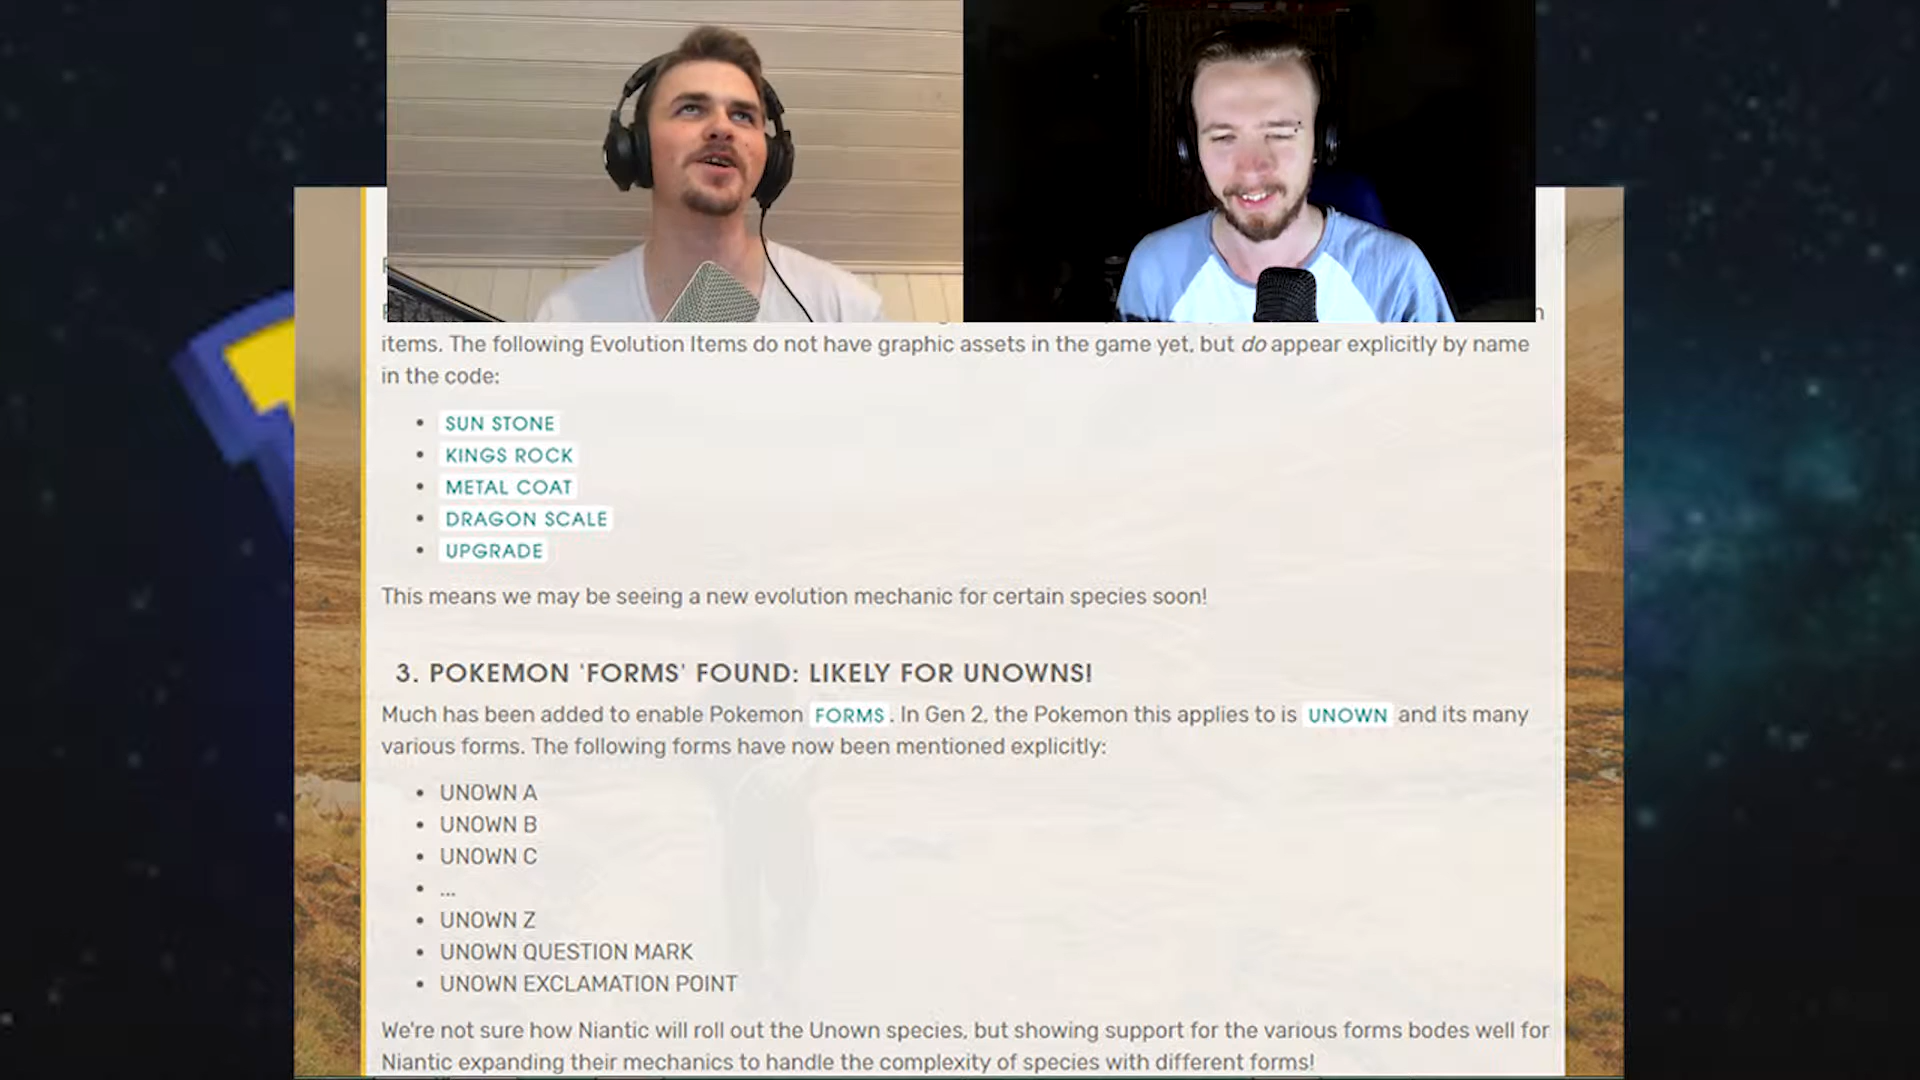 items. The following Evolution Items do not have graphic assets in the game yet, but do appear explicitly by name
in the code:
• SUN STONE
• KINGS ROCK
• METAL COAT
• DRAGON SCALE
• UPGRADE
This means we may be seeing a new evolution mechanic for certain species soon!
3. POKEMON 'FORMS' FOUND: LIKELY FOR UNOWNS!
Much has been added to enable Pokemon FORMS. In Gen 2, the Pokemon this applies to is UNOWN and its many
various forms. The following forms have now been mentioned explicitly:
• UNOWN A
• UNOWN B
• UNOWN C
• ...
• UNOWN Z
• UNOWN QUESTION MARK
• UNOWN EXCLAMATION POINT
We're not sure how Niantic will roll out the Unown species, but showing support for the various forms bodes well for
Niantic expanding their mechanics to handle the complexity of species with different forms!